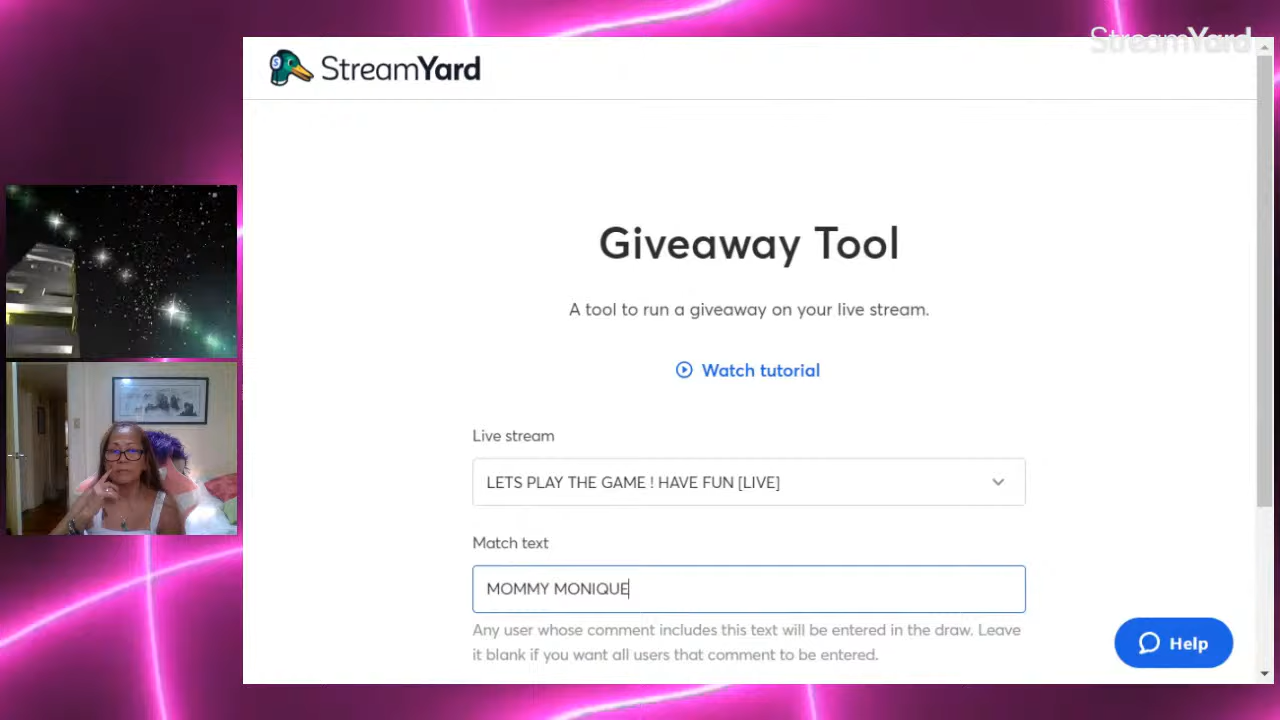 StreamYard
StreamYard
Giveaway Tool
A tool to run a giveaway on your live stream.
Watch tutorial
Live stream
LETS PLAY THE GAME ! HAVE FUN [LIVE]
Match text
MOMMY MONIQUE
Any user whose comment includes this text will be entered in the draw. Leave
it blank if you want all users that comment to be entered.
Help